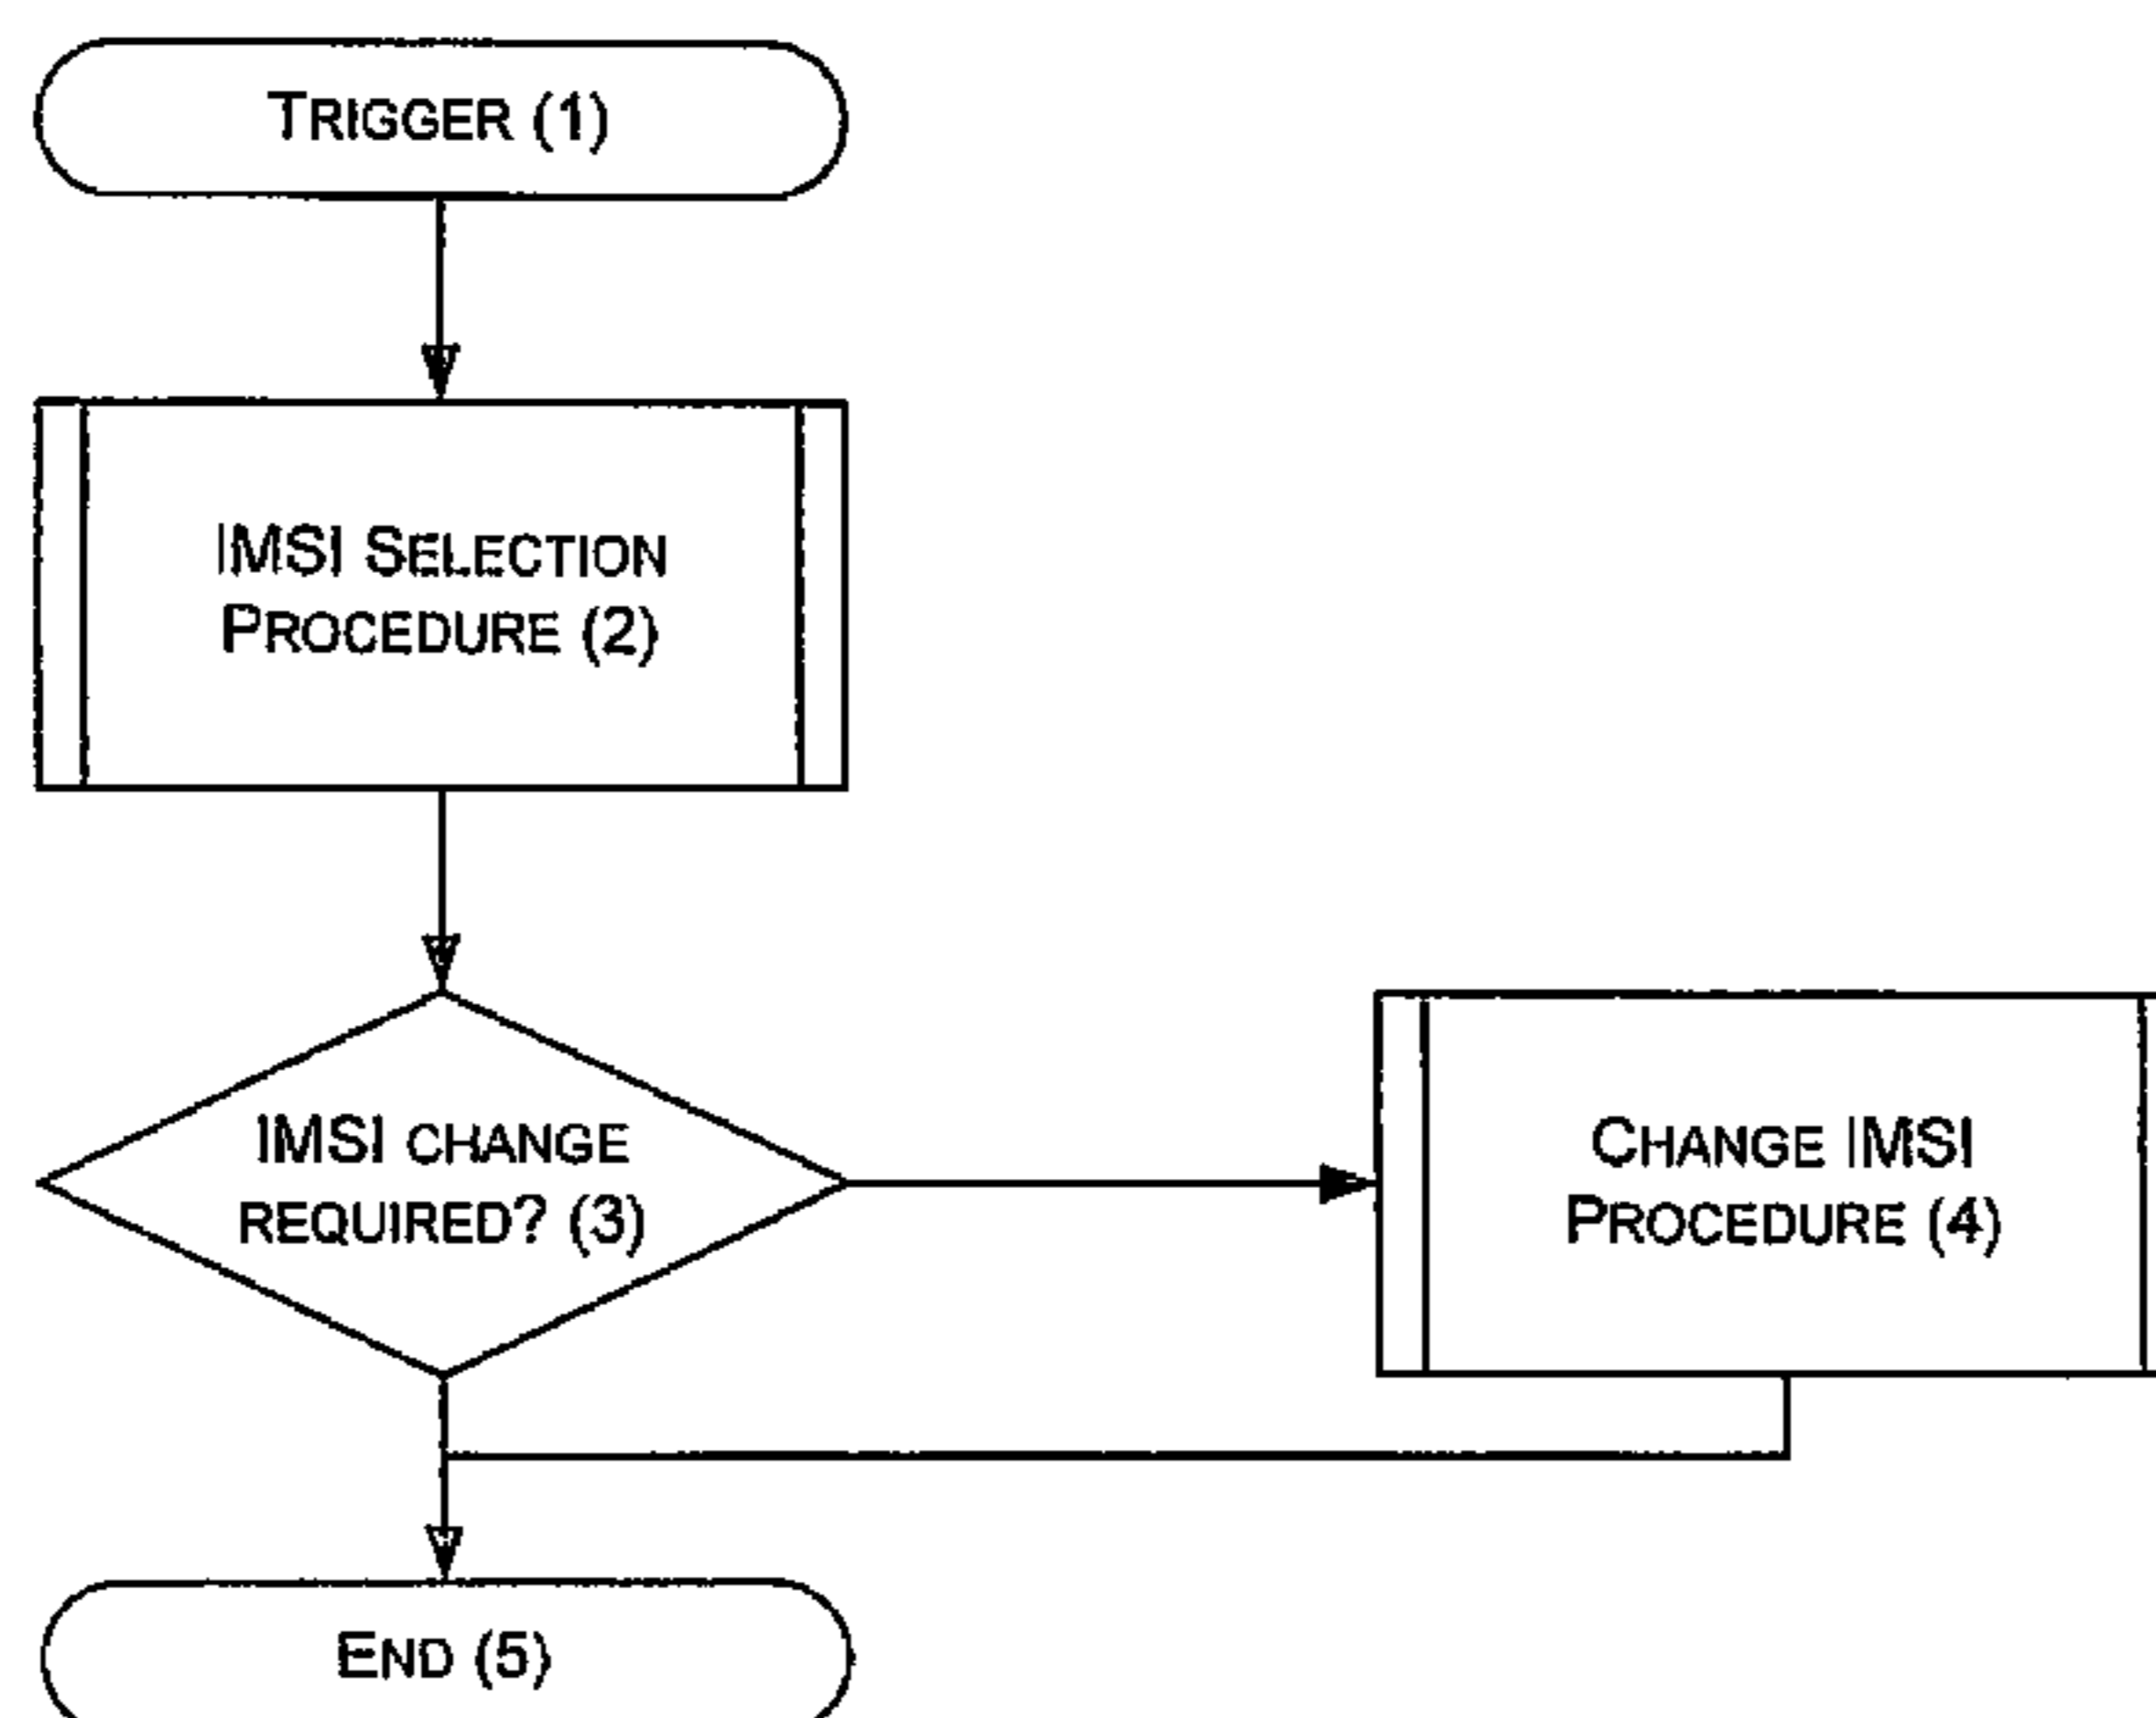 TRIGGER (1)
IMSI SELECTION
PROCEDURE (2)
IMSI CHANGE
REQUIRED? (3)
CHANGE IMSI
PROCEDURE (4)
END (5)